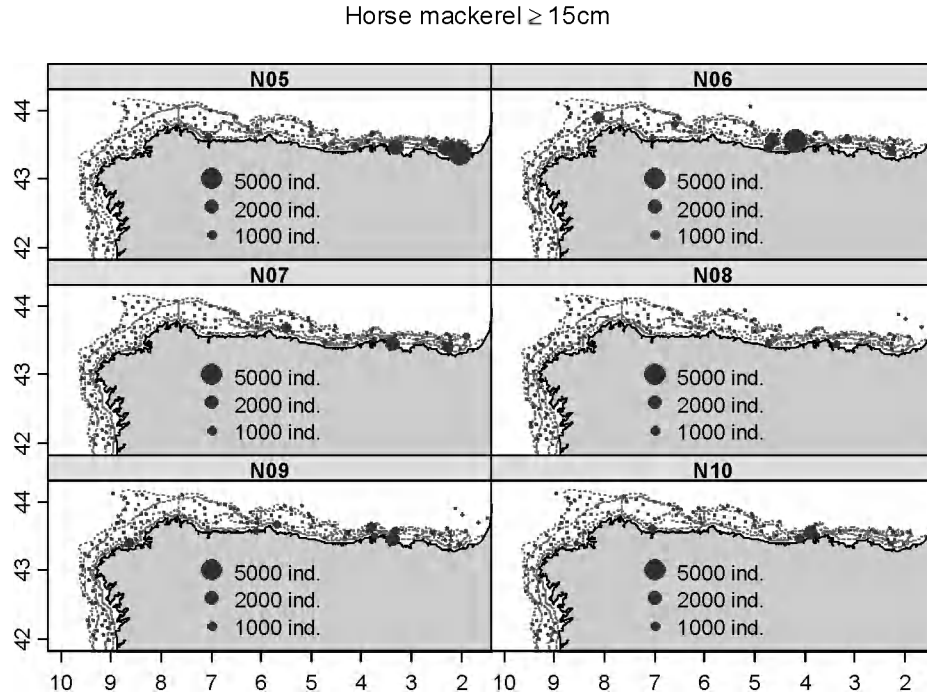 Horse mackerel ≥ 15cm
N05 N06
44
43
42
5000 ind. 5000 ind.
2000 ind. 2000 ind.
1000 ind. 1000 ind.
N07 N08
44
43
42
5000 ind. 5000 ind.
2000 ind. 2000 ind.
1000 ind. 1000 ind.
N09 N10
44
43
42
5000 ind. 5000 ind.
2000 ind. 2000 ind.
1000 ind. 1000 ind.
10 9 8 7 6 5 4 3 2 10 9 8 7 6 5 4 3 2